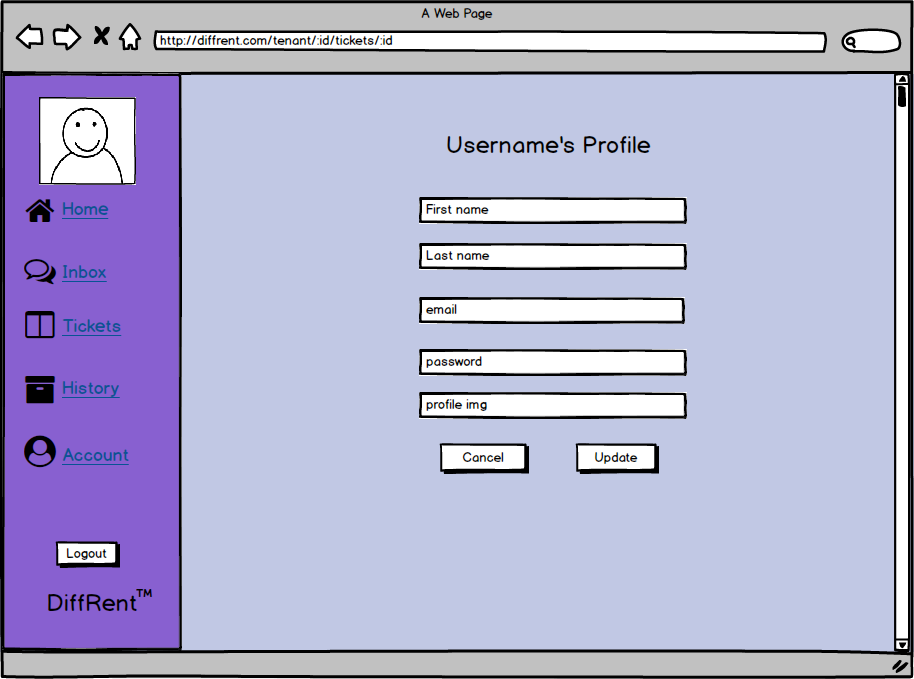 A Web Page
http://diffrent.com/tenant/:id/tickets/:id
Home
Inbox
Tickets
History
Account
Logout
DiffRent™
Username's Profile
First name
Last name
email
password
profile img
Cancel
Update